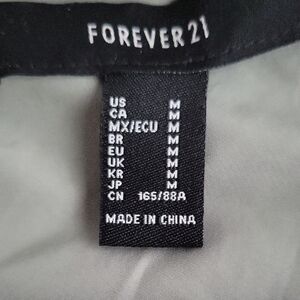 FOREVER 21
US M
CA M
MX/ECU M
BR M
EU M
UK M
KR M
JP M
CN 165/88A
MADE IN CHINA